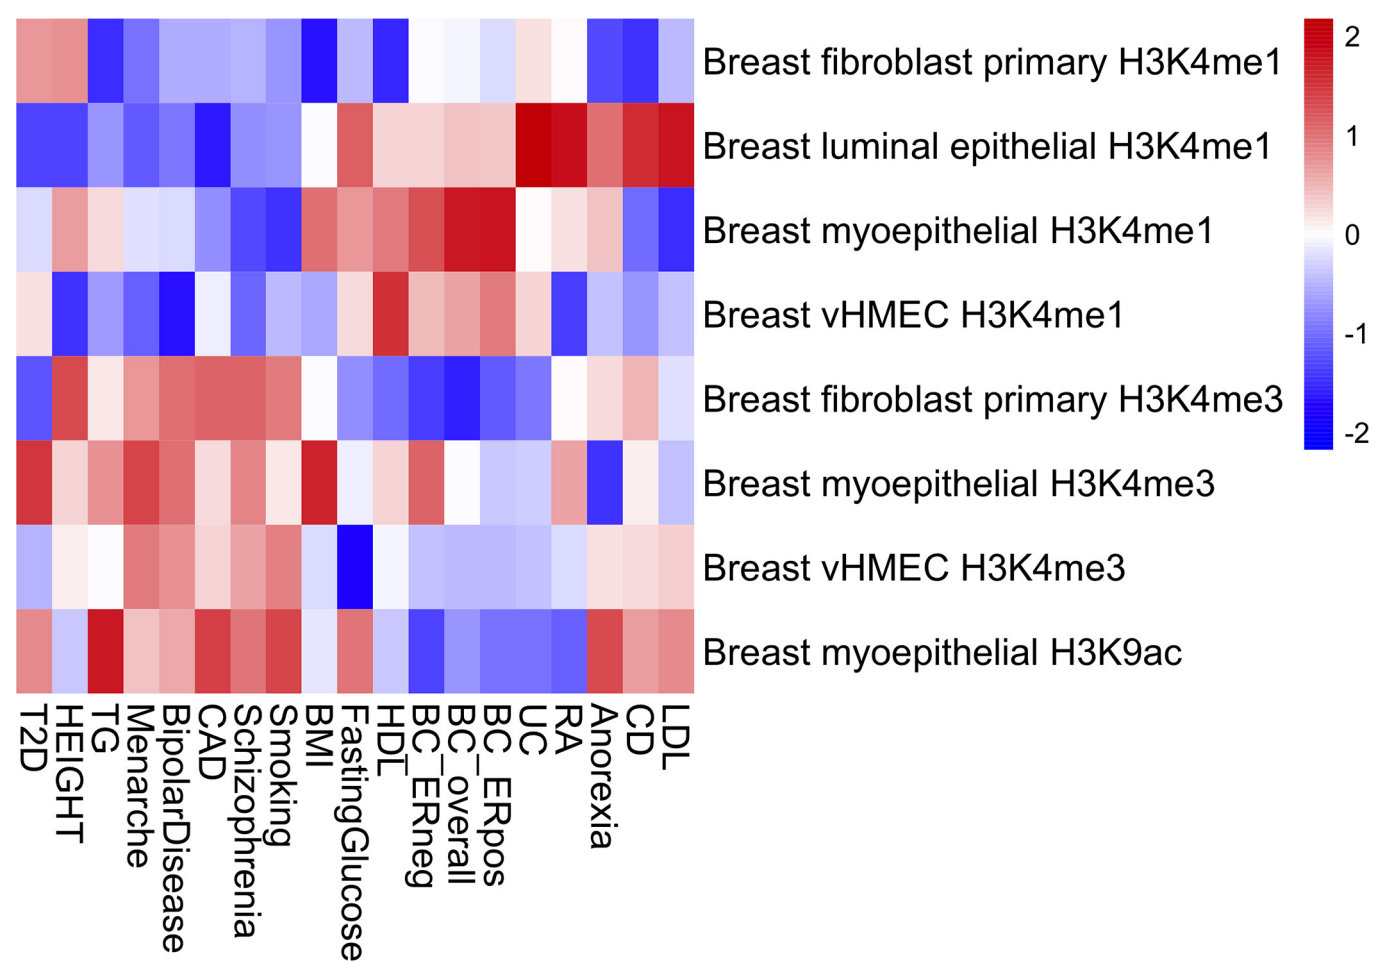 Breast fibroblast primary H3K4me1
Breast luminal epithelial H3K4me1
Breast myoepithelial H3K4me1
Breast vHMEC H3K4me1
Breast fibroblast primary H3K4me3
Breast myoepithelial H3K4me3
Breast vHMEC H3K4me3
Breast myoepithelial H3K9ac
2
1
0
-1
-2
T2D
HEIGHT
TG
Menarche
BipolarDisease
CAD
Schizophrenia
Smoking
BMI
FastingGlucose
HDL
BC_ERneg
BC_overall
BC_ERpos
UC
RA
Anorexia
CD
LDL